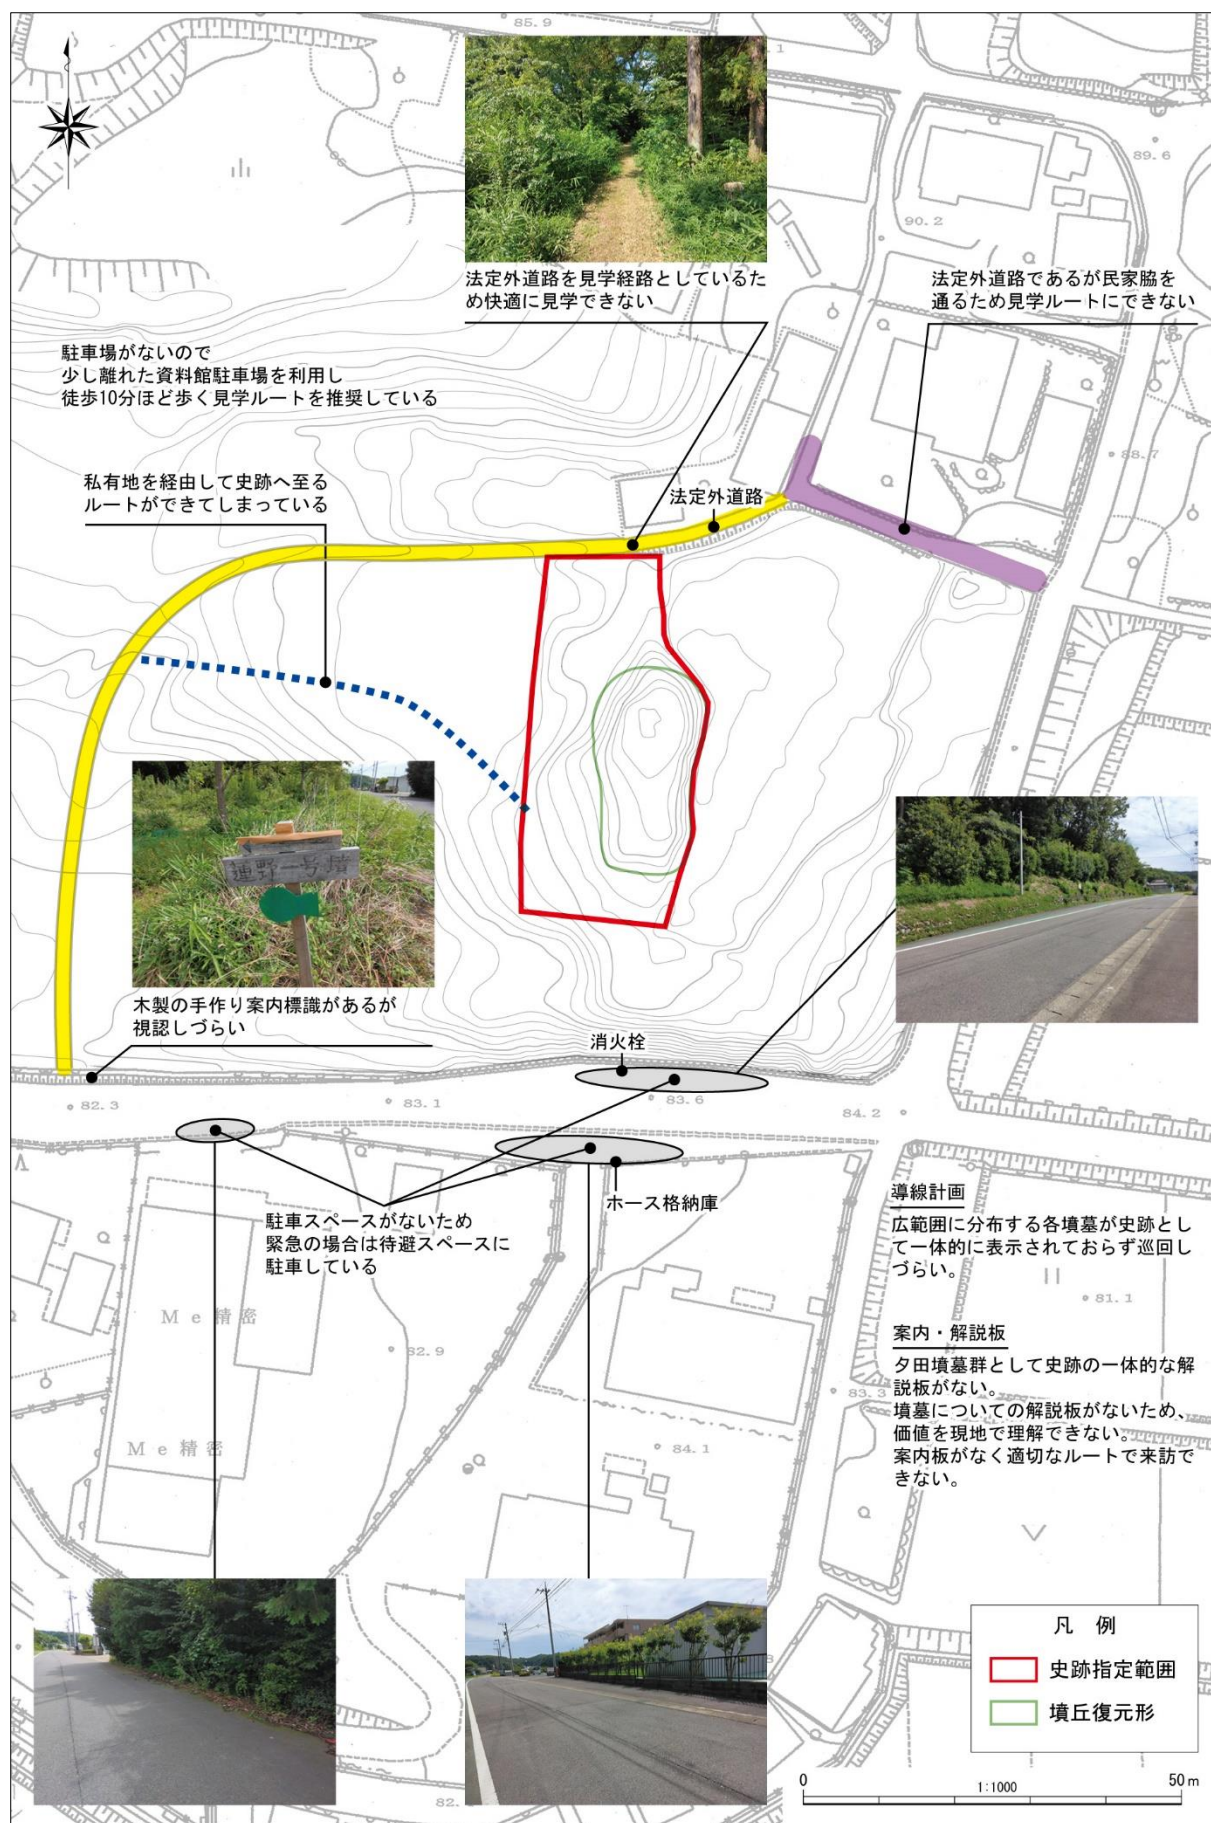 85.9
法定外道路を見学経路としているた
め快適に見学できない
89.6
90.2
法定外道路であるが民家脇を
通るため見学ルートにできない
駐車場がないので
少し離れた資料館駐車場を利用し
徒歩10分ほど歩く見学ルートを推奨している
88.7
私有地を経由して史跡へ至る
ルートができてしまっている
法定外道路
蓮野一号墳
木製の手作り案内標識があるが
視認しづらい
消火栓
82.3
83.1
83.6
84.2
ホース格納庫
駐車スペースがないため
緊急の場合は待避スペースに
駐車している
導線計画
広範囲に分布する各墳墓が史跡とし
て一体的に表示されておらず巡回し
づらい。
Me精密
81.1
82.9
案内・解説板
夕田墳墓群として史跡の一体的な解
説板がない。
墳墓についての解説板がないため、
価値を現地で理解できない。
案内板がなく適切なルートで来訪で
きない。
83.3
Me精密
84.1
凡 例
史跡指定範囲
墳丘復元形
0
1:1000
50m